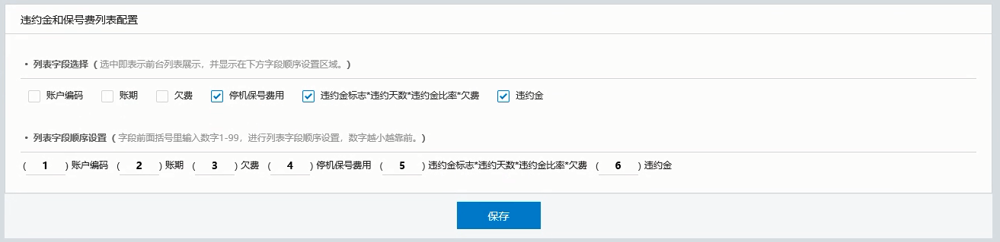 违约金和保号费列表配置
• 列表字段选择（选中即表示前台列表展示，并显示在下方字段顺序设置区域。）
账户编码 账期 欠费 停机保号费用 违约金标志*违约天数*违约金比率*欠费 违约金
• 列表字段顺序设置（字段前面括号里输入数字1-99，进行列表字段顺序设置，数字越小越靠前。）
( 1 ) 账户编码 ( 2 ) 账期 ( 3 ) 欠费 ( 4 ) 停机保号费用 ( 5 ) 违约金标志*违约天数*违约金比率*欠费 ( 6 ) 违约金
保存